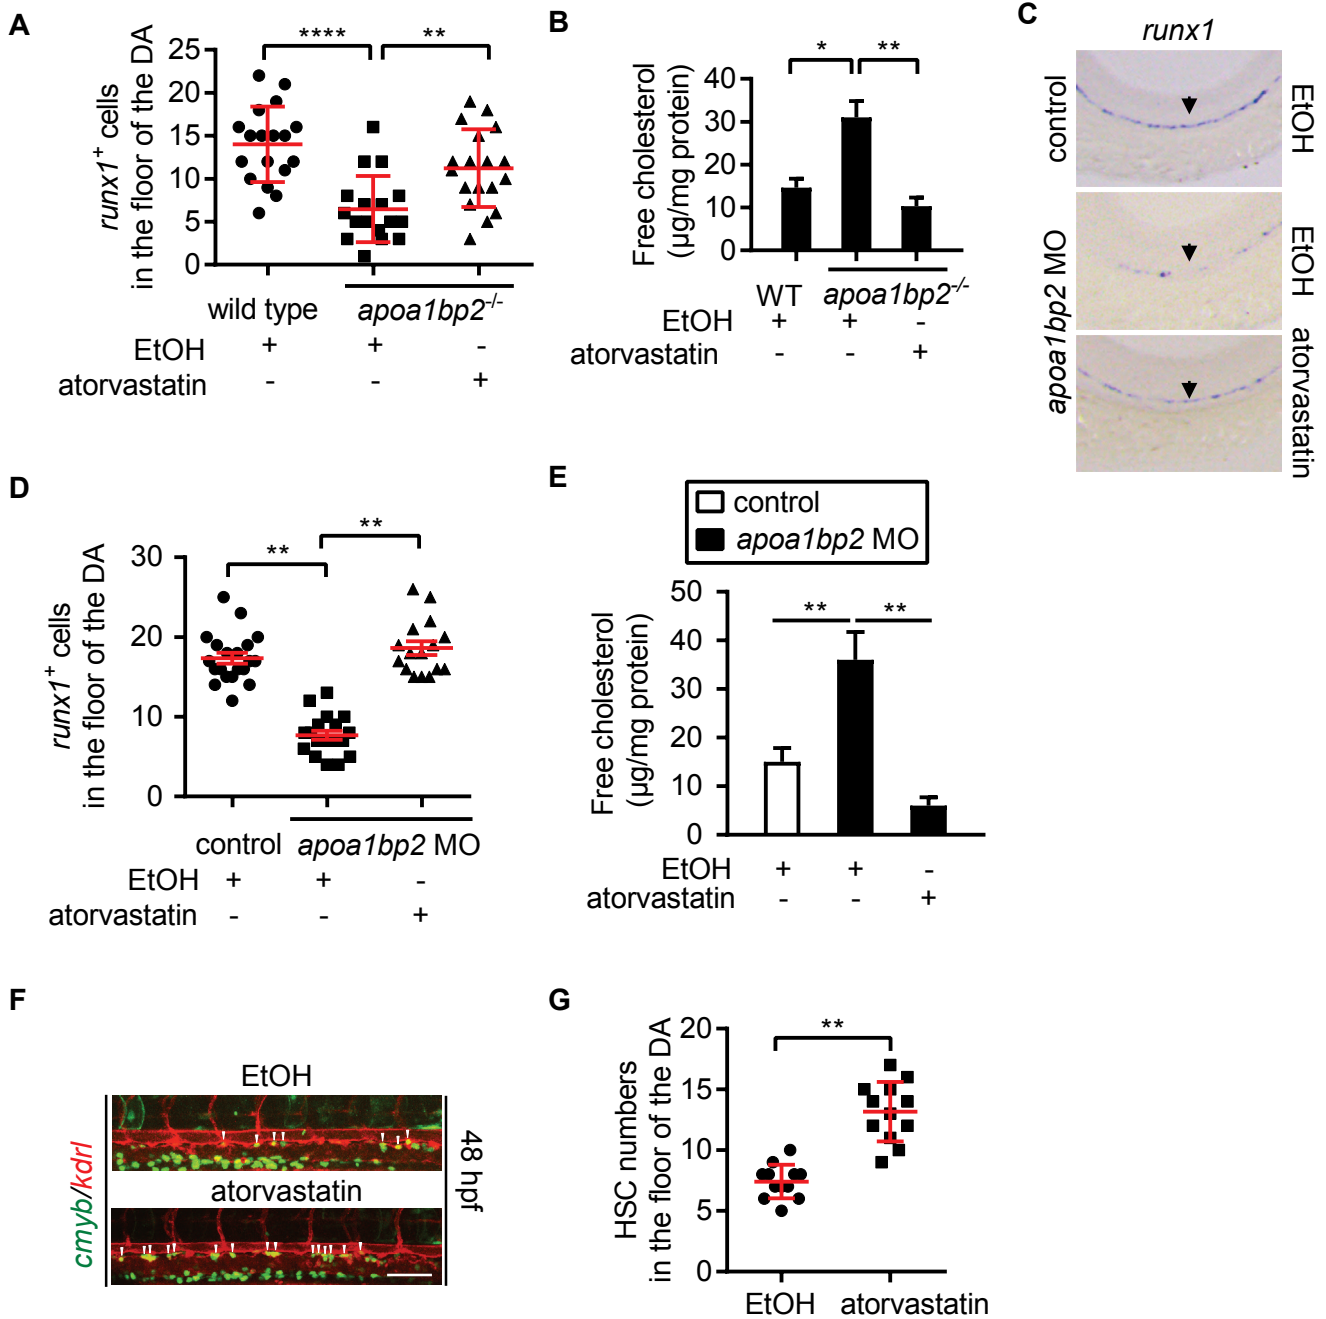 A
runx1+ cells
in the floor of the DA
25
20
15
10
5
0
****
**
wild type
apoa1bp2-/-
EtOH + + -
atorvastatin - - +
B
Free cholesterol
(µg/mg protein)
40
30
20
10
0
*
**
WT
apoa1bp2-/-
EtOH + + -
atorvastatin - - +
C
runx1
control
apoa1bp2 MO
EtOH
EtOH
atorvastatin
D
runx1+ cells
in the floor of the DA
30
20
10
0
**
**
control
apoa1bp2 MO
EtOH + + -
atorvastatin - - +
E
control
apoa1bp2 MO
Free cholesterol
(µg/mg protein)
50
40
30
20
10
0
**
**
EtOH + + -
atorvastatin - - +
F
EtOH
cmyb/kdrl
atorvastatin
48 hpf
G
HSC numbers
in the floor of the DA
20
15
10
5
0
**
EtOH
atorvastatin